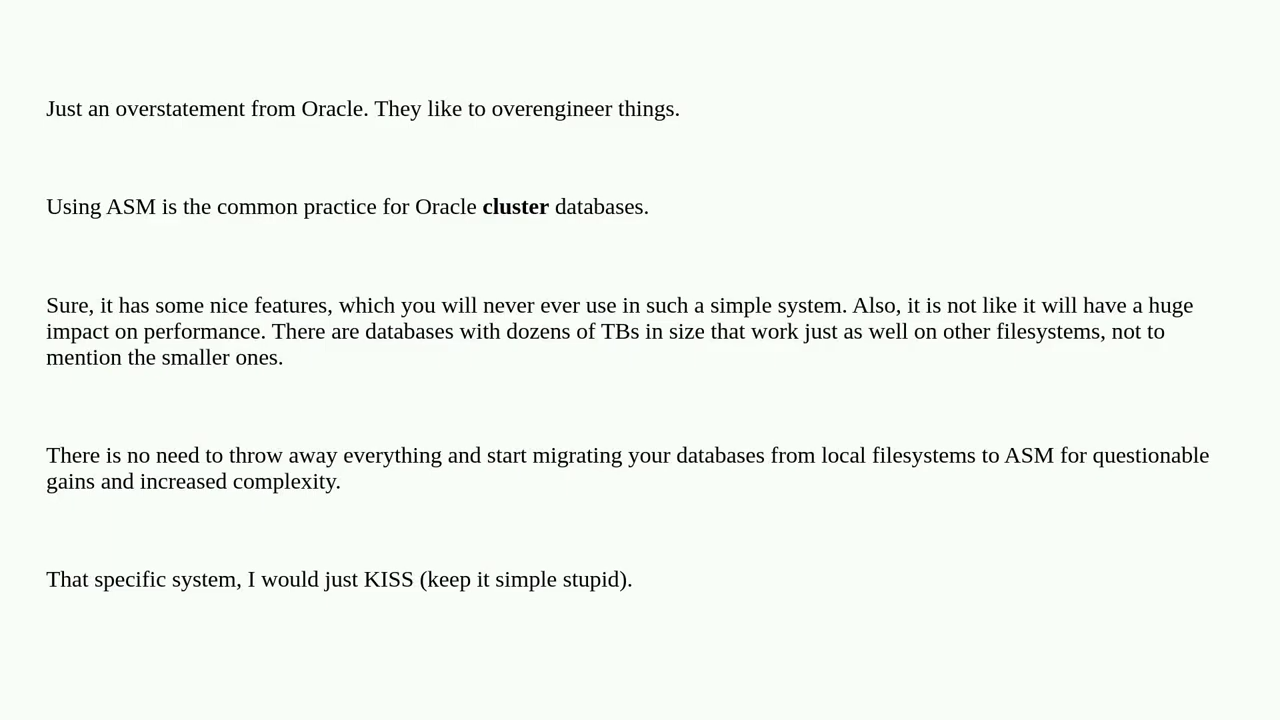 Just an overstatement from Oracle. They like to overengineer things.
Using ASM is the common practice for Oracle cluster databases.
Sure, it has some nice features, which you will never ever use in such a simple system. Also, it is not like it will have a huge
impact on performance. There are databases with dozens of TBs in size that work just as well on other filesystems, not to
mention the smaller ones.
There is no need to throw away everything and start migrating your databases from local filesystems to ASM for questionable
gains and increased complexity.
That specific system, I would just KISS (keep it simple stupid).